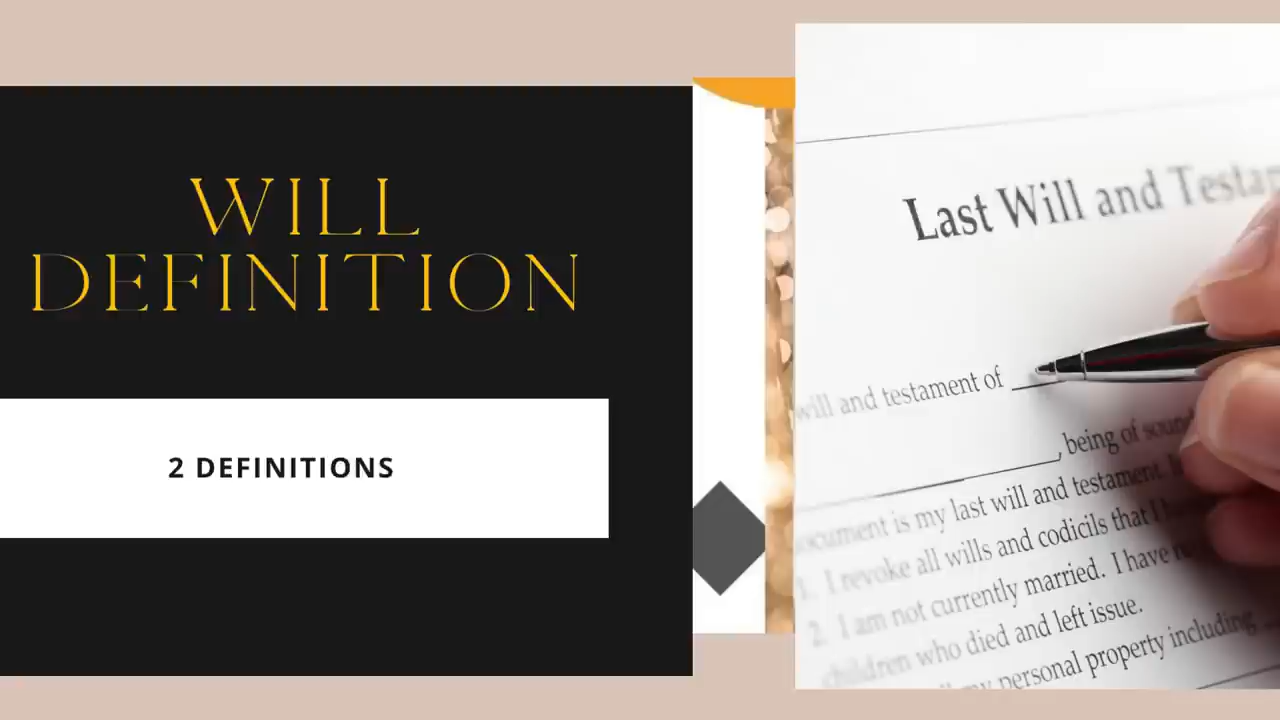 WILL
DEFINITION
2 DEFINITIONS
Last Will and
will and testament of
, being of sound
is my last will and testament.
1. I revoke all wills and codicils that I
2. I am not currently married. I have
children who died and left issue.
my personal property including